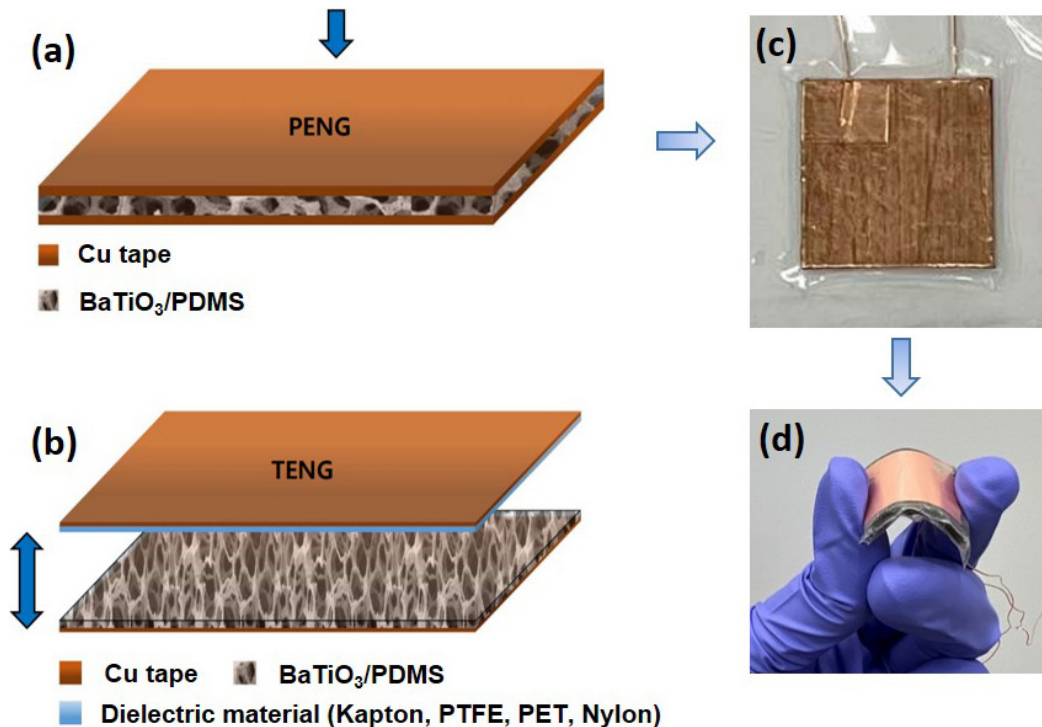 (a)
PENG
Cu tape
BaTiO₃/PDMS
(b)
TENG
Cu tape
BaTiO₃/PDMS
Dielectric material (Kapton, PTFE, PET, Nylon)
(c)
(d)